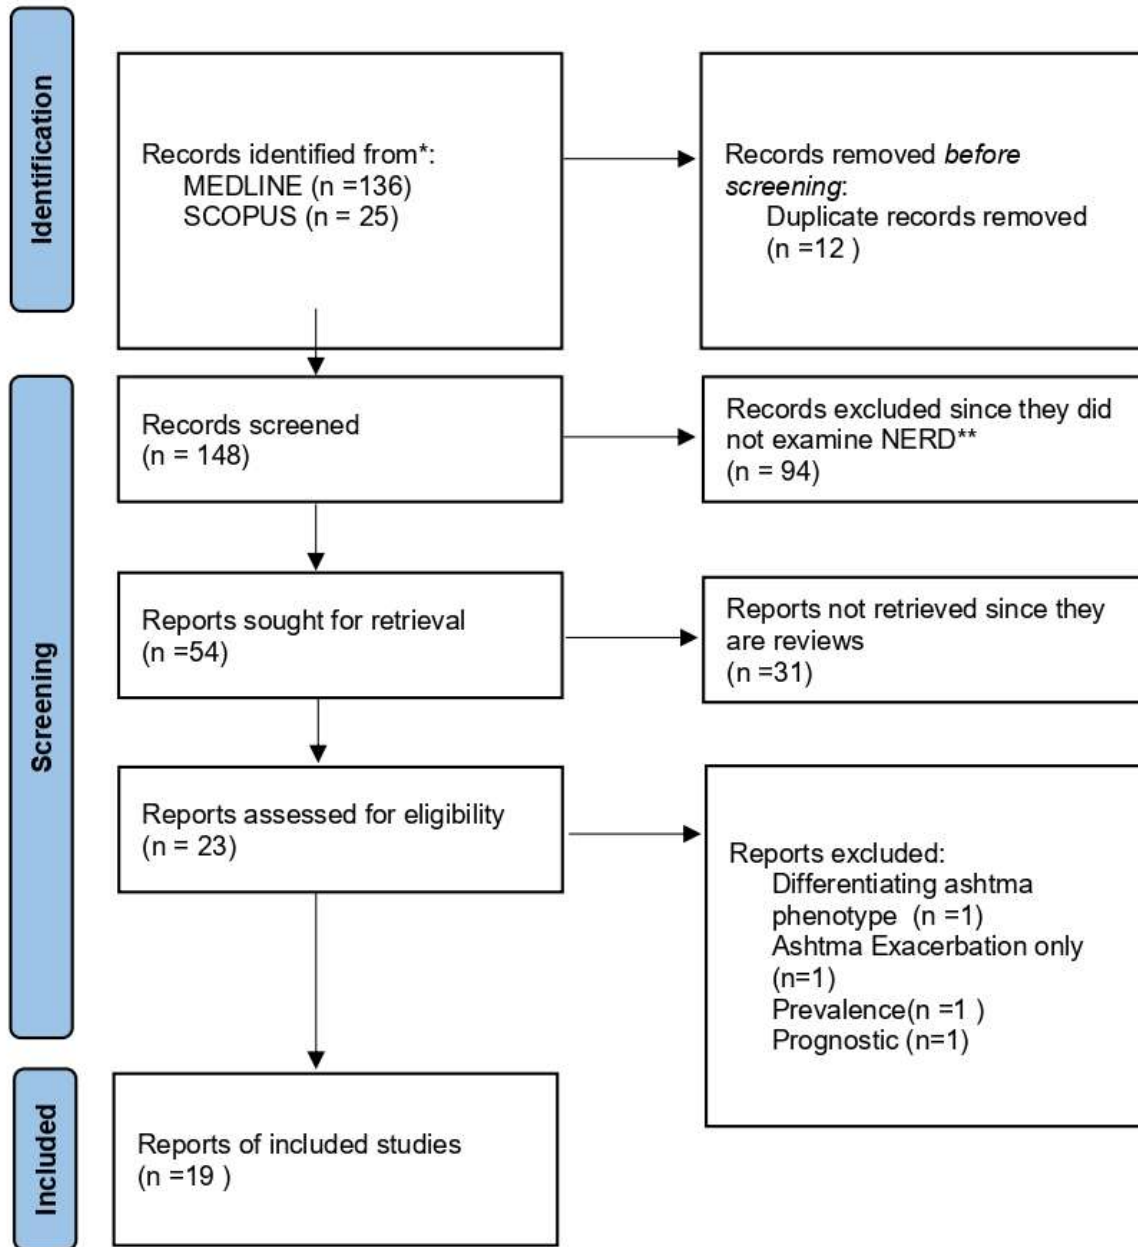 Identification
Records identified from*:
MEDLINE (n =136)
SCOPUS (n = 25)
Records removed before
screening:
Duplicate records removed
(n =12 )
Screening
Records screened
(n = 148)
Records excluded since they did
not examine NERD**
(n = 94)
Reports sought for retrieval
(n =54)
Reports not retrieved since they
are reviews
(n =31)
Reports assessed for eligibility
(n = 23)
Reports excluded:
Differentiating ashtma
phenotype  (n =1)
Ashtma Exacerbation only
(n=1)
Prevalence(n =1 )
Prognostic (n=1)
Included
Reports of included studies
(n =19 )